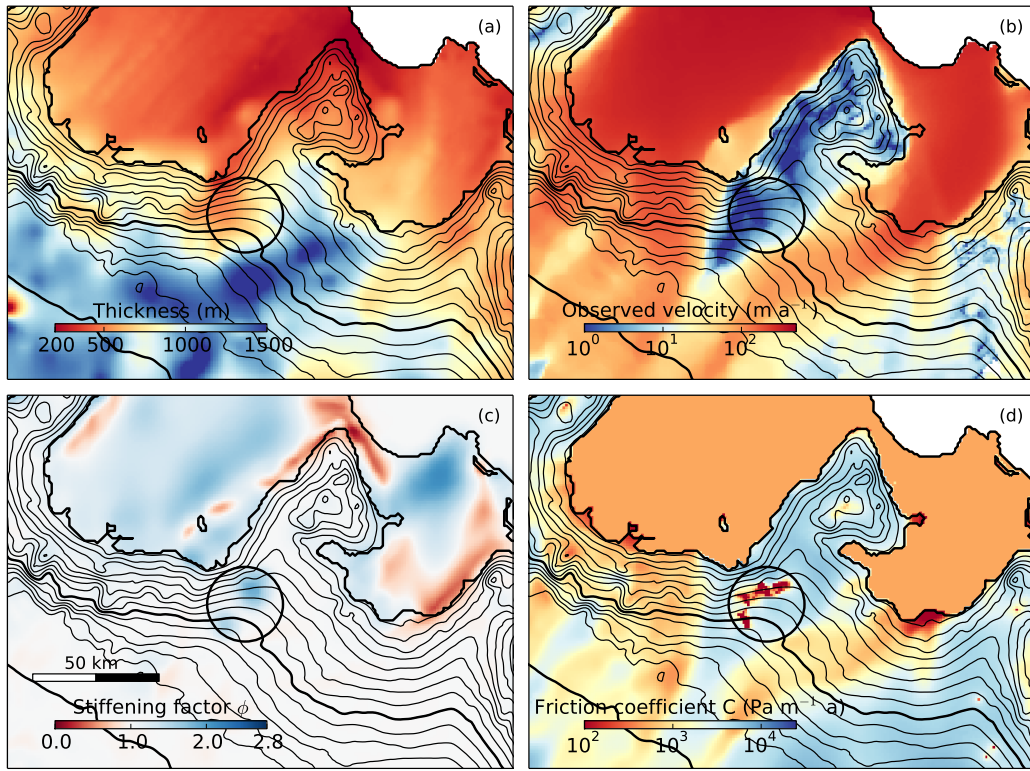 (a)
Thickness (m)
200 500 1000 1500
(b)
Observed velocity (m a⁻¹)
10⁰ 10¹ 10²
(c)
50 km
Stiffening factor ϕ
0.0 1.0 2.0 2.8
(d)
Friction coefficient C (Pa m⁻¹ a)
10² 10³ 10⁴